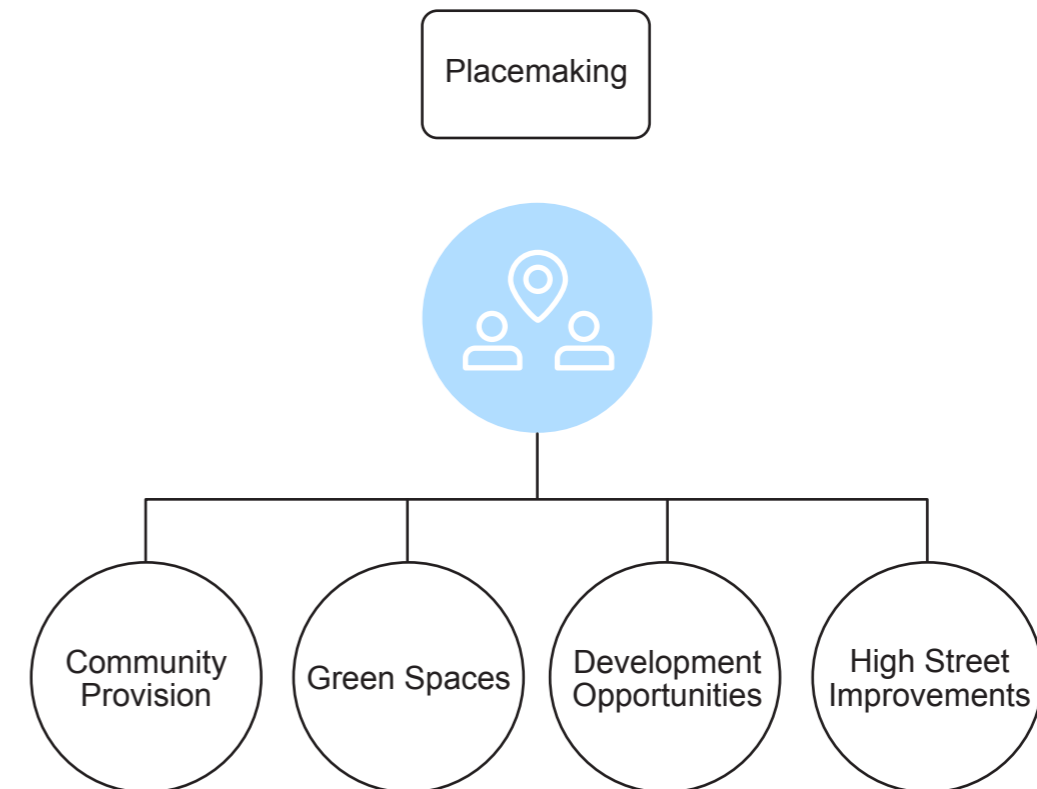 Placemaking
Community
Provision
Green Spaces
Development
Opportunities
High Street
Improvements